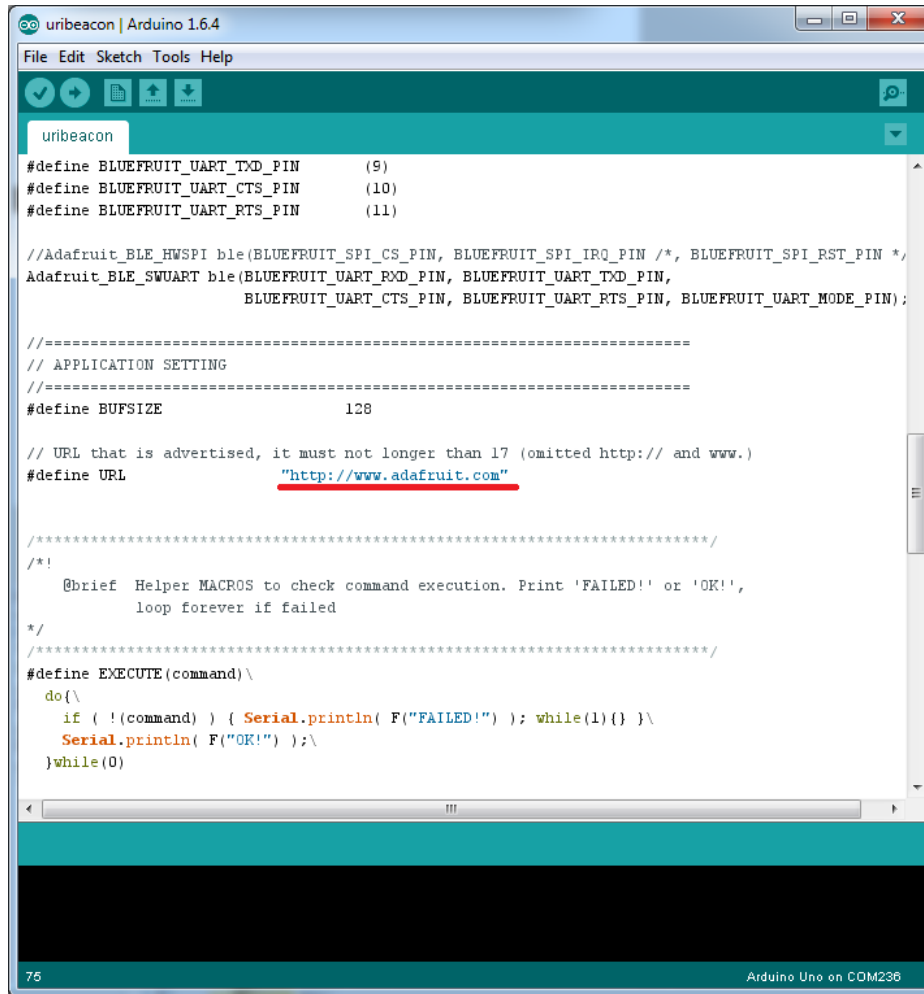 uribeacon | Arduino 1.6.4
File Edit Sketch Tools Help
uribeacon
#define BLUEFRUIT_UART_TXD_PIN (9)
#define BLUEFRUIT_UART_CTS_PIN (10)
#define BLUEFRUIT_UART_RTS_PIN (11)
//Adafruit_BLE_HWSPI ble(BLUEFRUIT_SPI_CS_PIN, BLUEFRUIT_SPI_IRQ_PIN /*, BLUEFRUIT_SPI_RST_PIN */
Adafruit_BLE_SWUART ble(BLUEFRUIT_UART_RXD_PIN, BLUEFRUIT_UART_TXD_PIN,
BLUEFRUIT_UART_CTS_PIN, BLUEFRUIT_UART_RTS_PIN, BLUEFRUIT_UART_MODE_PIN);
//========================================================================
// APPLICATION SETTING
//========================================================================
#define BUFSIZE 128
// URL that is advertised, it must not longer than 17 (omitted http:// and www.)
#define URL "http://www.adafruit.com"
/**************************************************************************/
/*!
@brief Helper MACROS to check command execution. Print 'FAILED!' or 'OK!',
loop forever if failed
*/
/**************************************************************************/
#define EXECUTE(command)\
do{\
if ( !(command) ) { Serial.println( F("FAILED!") ); while(1){} }\
Serial.println( F("OK!") );\
}while(0)
75 Arduino Uno on COM236